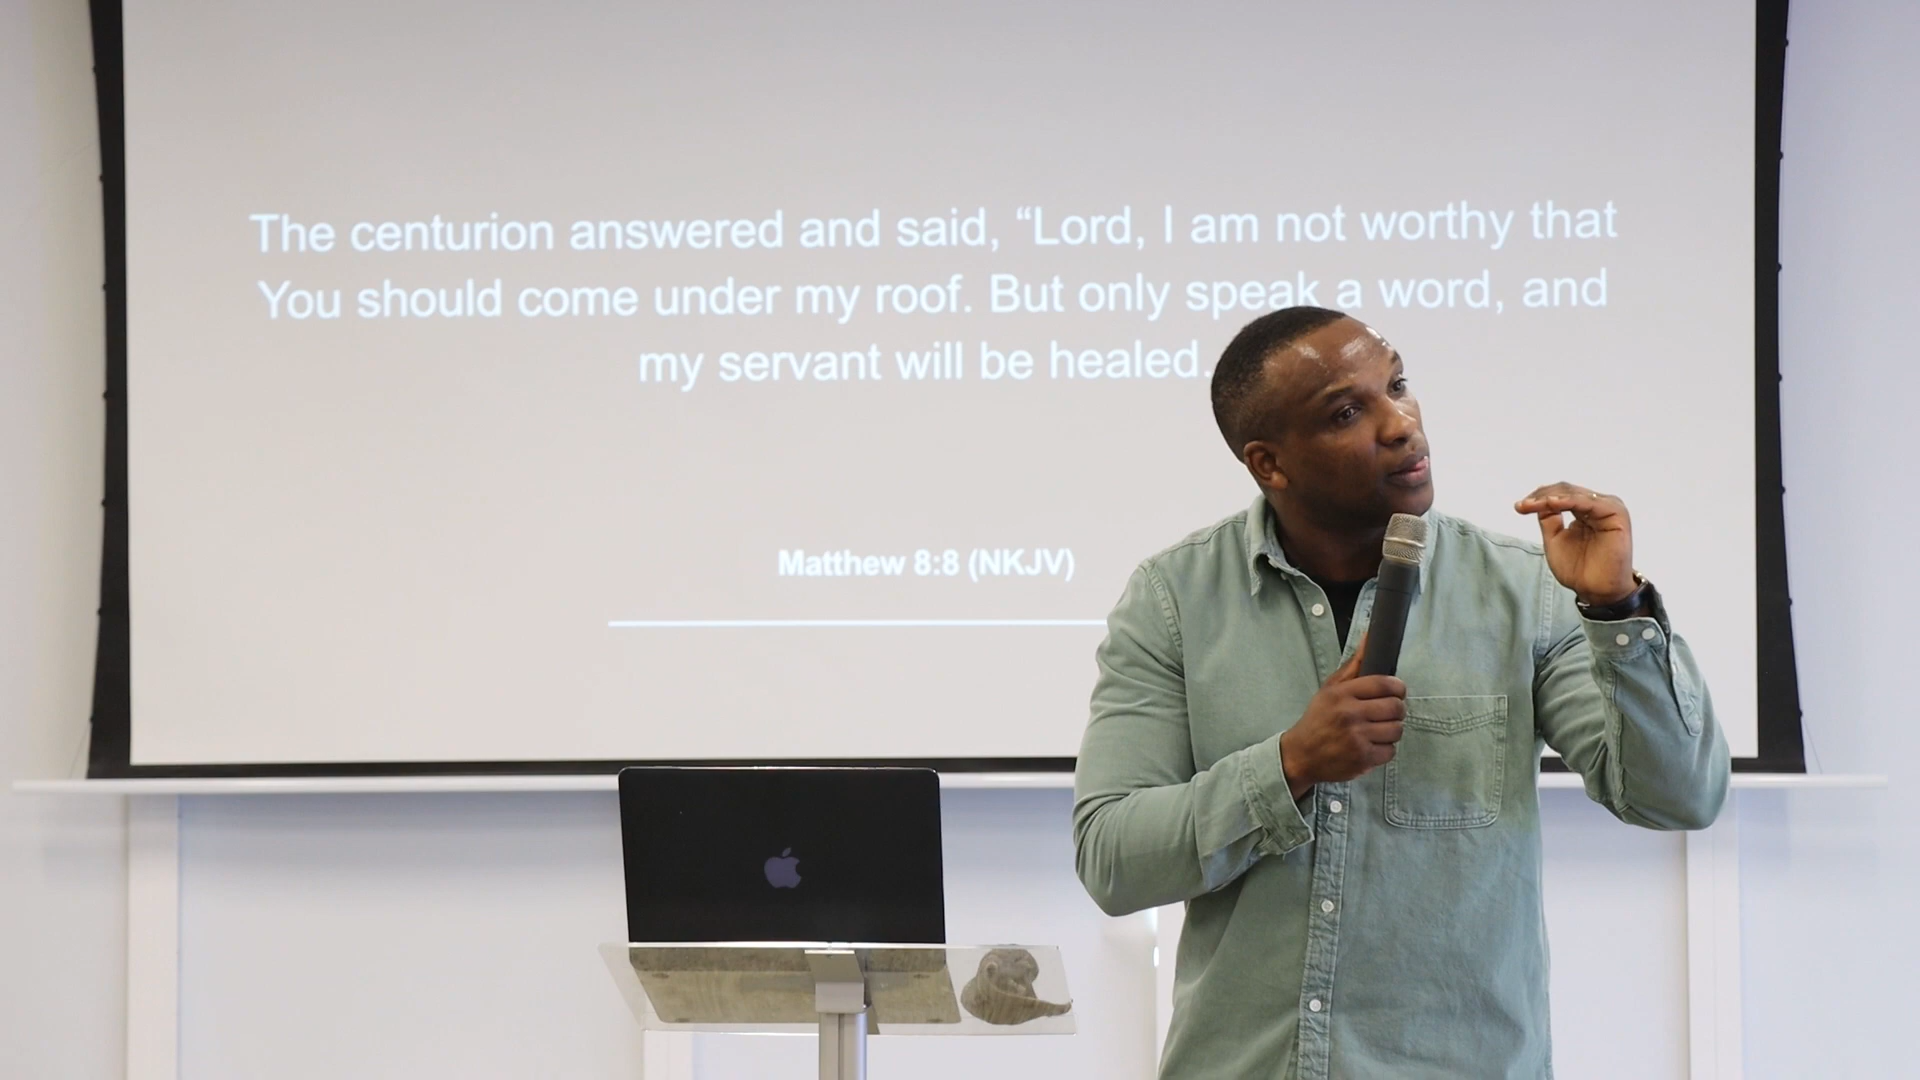 The centurion answered and said, “Lord, I am not worthy that
You should come under my roof. But only speak a word, and
my servant will be healed.
Matthew 8:8 (NKJV)